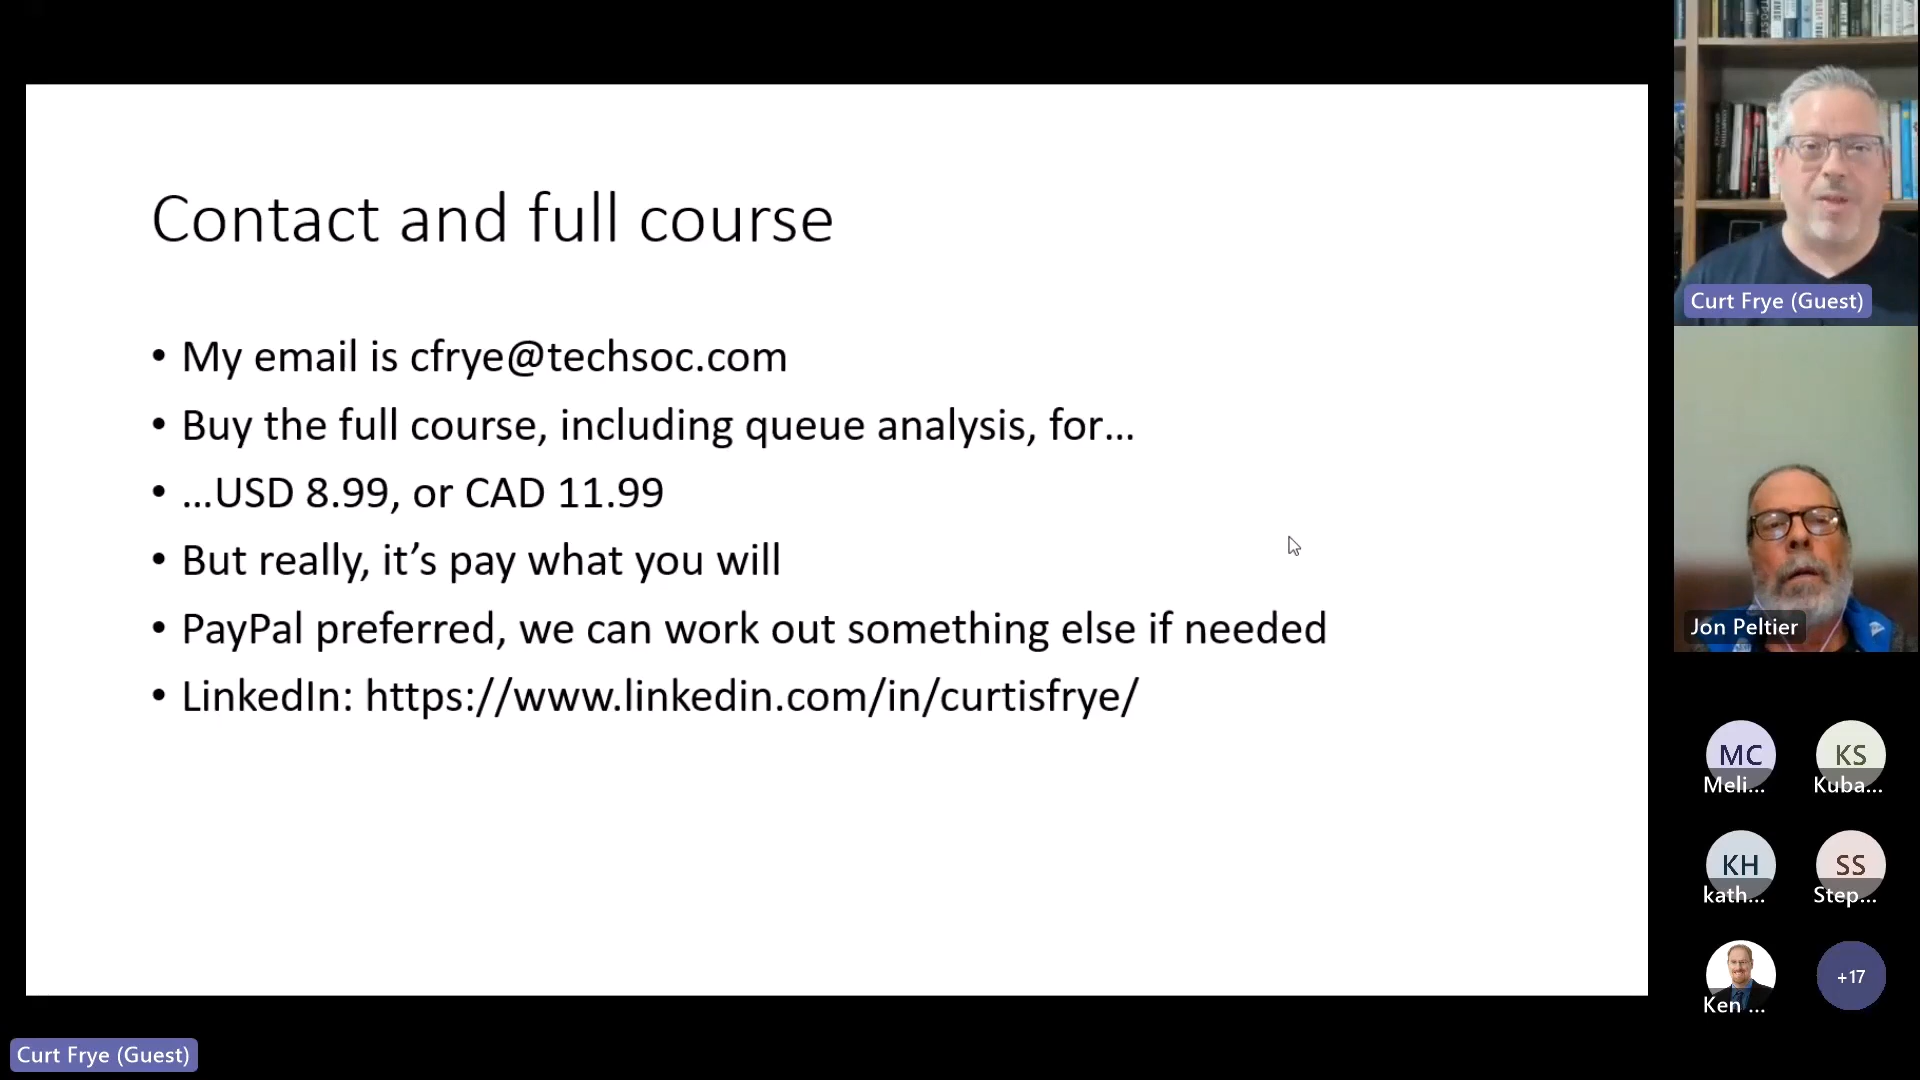 Contact and full course
• My email is cfrye@techsoc.com
• Buy the full course, including queue analysis, for…
• …USD 8.99, or CAD 11.99
• But really, it’s pay what you will
• PayPal preferred, we can work out something else if needed
• LinkedIn: https://www.linkedin.com/in/curtisfrye/
Curt Frye (Guest)
Jon Peltier
MC
Meli...
KS
Kuba...
KH
kath...
SS
Step...
Ken ...
+17
Curt Frye (Guest)